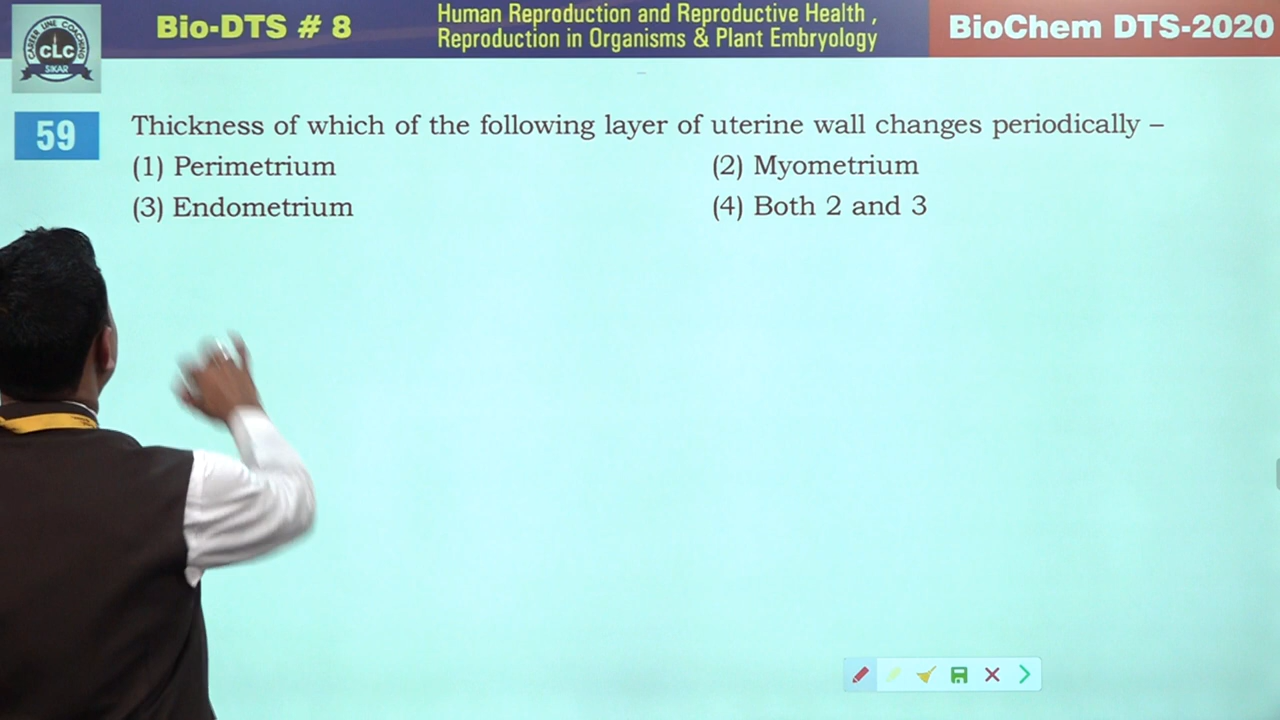 Bio-DTS # 8
Human Reproduction and Reproductive Health ,
Reproduction in Organisms & Plant Embryology
BioChem DTS-2020
CAREER LINE COACHING
CLC
SIKAR
59
Thickness of which of the following layer of uterine wall changes periodically –
(1) Perimetrium
(2) Myometrium
(3) Endometrium
(4) Both 2 and 3